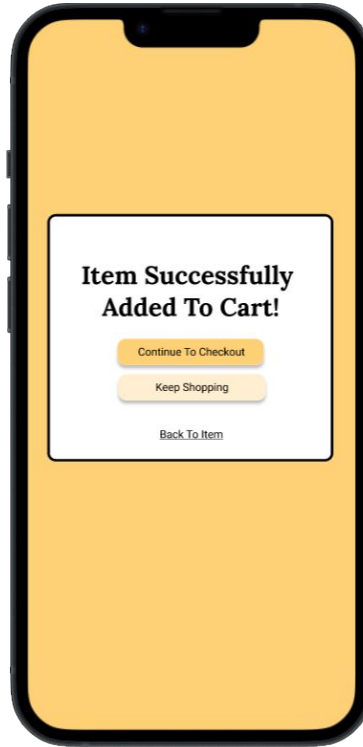 Item Successfully
Added To Cart!
Continue To Checkout
Keep Shopping
Back To Item